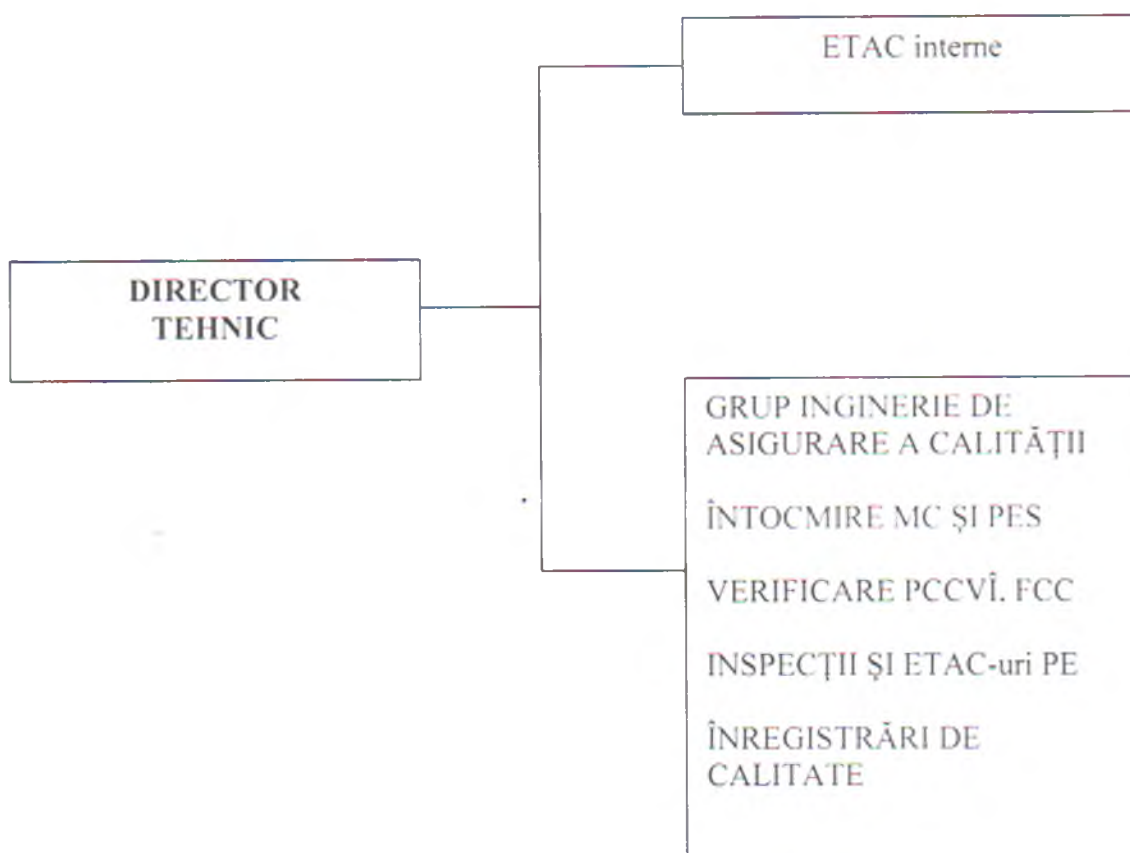 ETAC interne
DIRECTOR
TEHNIC
GRUP INGINERIE DE
ASIGURARE A CALITĂȚII
ÎNTOCMIRE MC ȘI PES
VERIFICARE PCCVÎ. FCC
INSPECȚII ȘI ETAC-uri PE
ÎNREGISTRĂRI DE
CALITATE